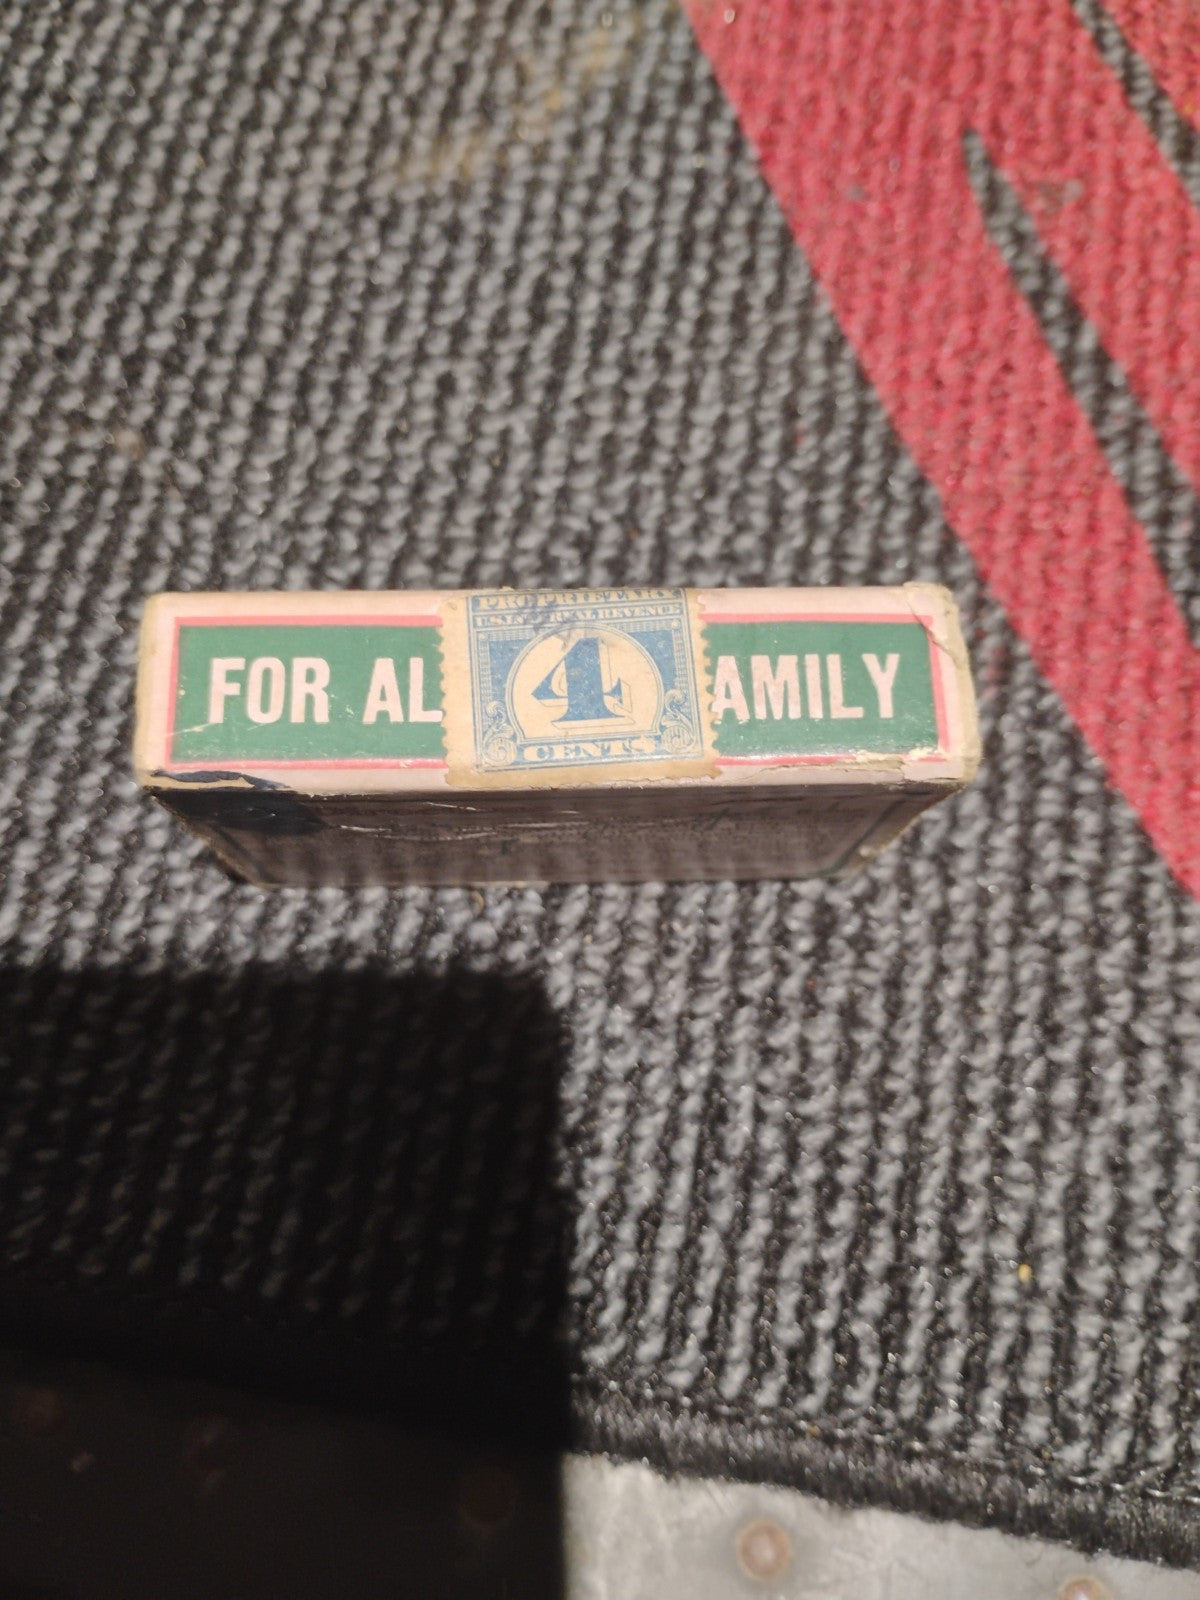 PROPRIETARY
U.S. INTERNAL REVENUE
FOR AL 4 AMILY
CENTS